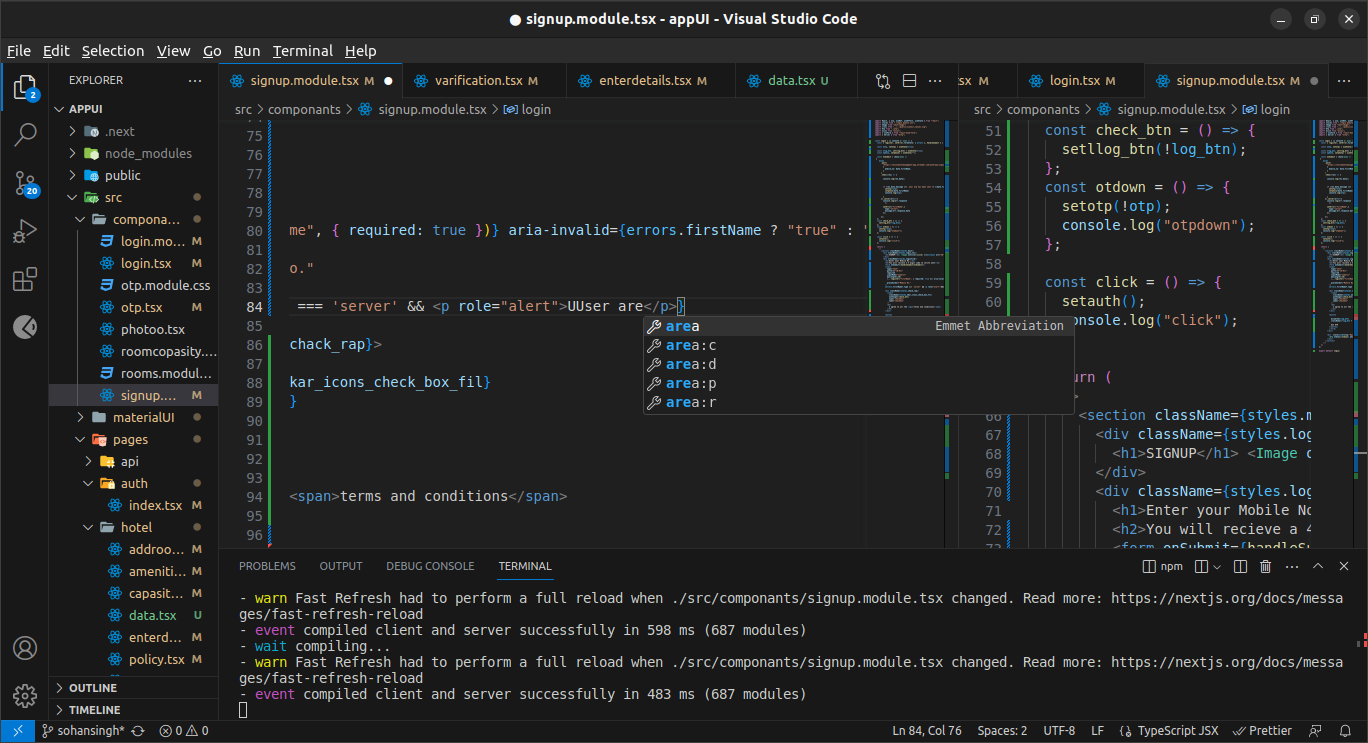 signup.module.tsx - appUI - Visual Studio Code
File Edit Selection View Go Run Terminal Help
EXPLORER
APPUI
.next
node_modules
public
src
compona...
login.mo... M
login.tsx M
otp.module.css
otp.tsx M
photoo.tsx
roomcopasity....
rooms.modul...
signup.... M
materialUI
pages
api
auth
index.tsx M
hotel
addroo... M
ameniti... M
capasit... M
data.tsx U
enterd... M
policy.tsx M
OUTLINE
TIMELINE
2
20
signup.module.tsx M
varification.tsx M
enterdetails.tsx M
data.tsx U
src > componants > signup.module.tsx > login
75
76
77
78
79
80 me", { required: true })} aria-invalid={errors.firstName ? "true" : "
81
82 o."
83
84 === 'server' && <p role="alert">UUser are</p>}
85
86 chack_rap}>
87
88 kar_icons_check_box_fil}
89 }
90
91
92
93
94 <span>terms and conditions</span>
95
96
area Emmet Abbreviation
area:c
area:d
area:p
area:r
tsx M
login.tsx M
signup.module.tsx M
src > componants > signup.module.tsx > login
51 const check_btn = () => {
52 setllog_btn(!log_btn);
53 };
54 const otdown = () => {
55 setotp(!otp);
56 console.log("otpdown");
57 };
58
59 const click = () => {
60 setauth();
onsole.log("click");
urn (
>
66 <section className={styles.m
67 <div className={styles.log
68 <h1>SIGNUP</h1> <Image
69 </div>
70 <div className={styles.log
71 <h1>Enter your Mobile No
72 <h2>You will recieve a 4
73 <form onSubmit={handleSu
PROBLEMS OUTPUT DEBUG CONSOLE TERMINAL
npm
- warn Fast Refresh had to perform a full reload when ./src/componants/signup.module.tsx changed. Read more: https://nextjs.org/docs/messa
ges/fast-refresh-reload
- event compiled client and server successfully in 598 ms (687 modules)
- wait compiling...
- warn Fast Refresh had to perform a full reload when ./src/componants/signup.module.tsx changed. Read more: https://nextjs.org/docs/messa
ges/fast-refresh-reload
- event compiled client and server successfully in 483 ms (687 modules)
sohansingh* 0 0 Ln 84, Col 76 Spaces: 2 UTF-8 LF {} TypeScript JSX Prettier